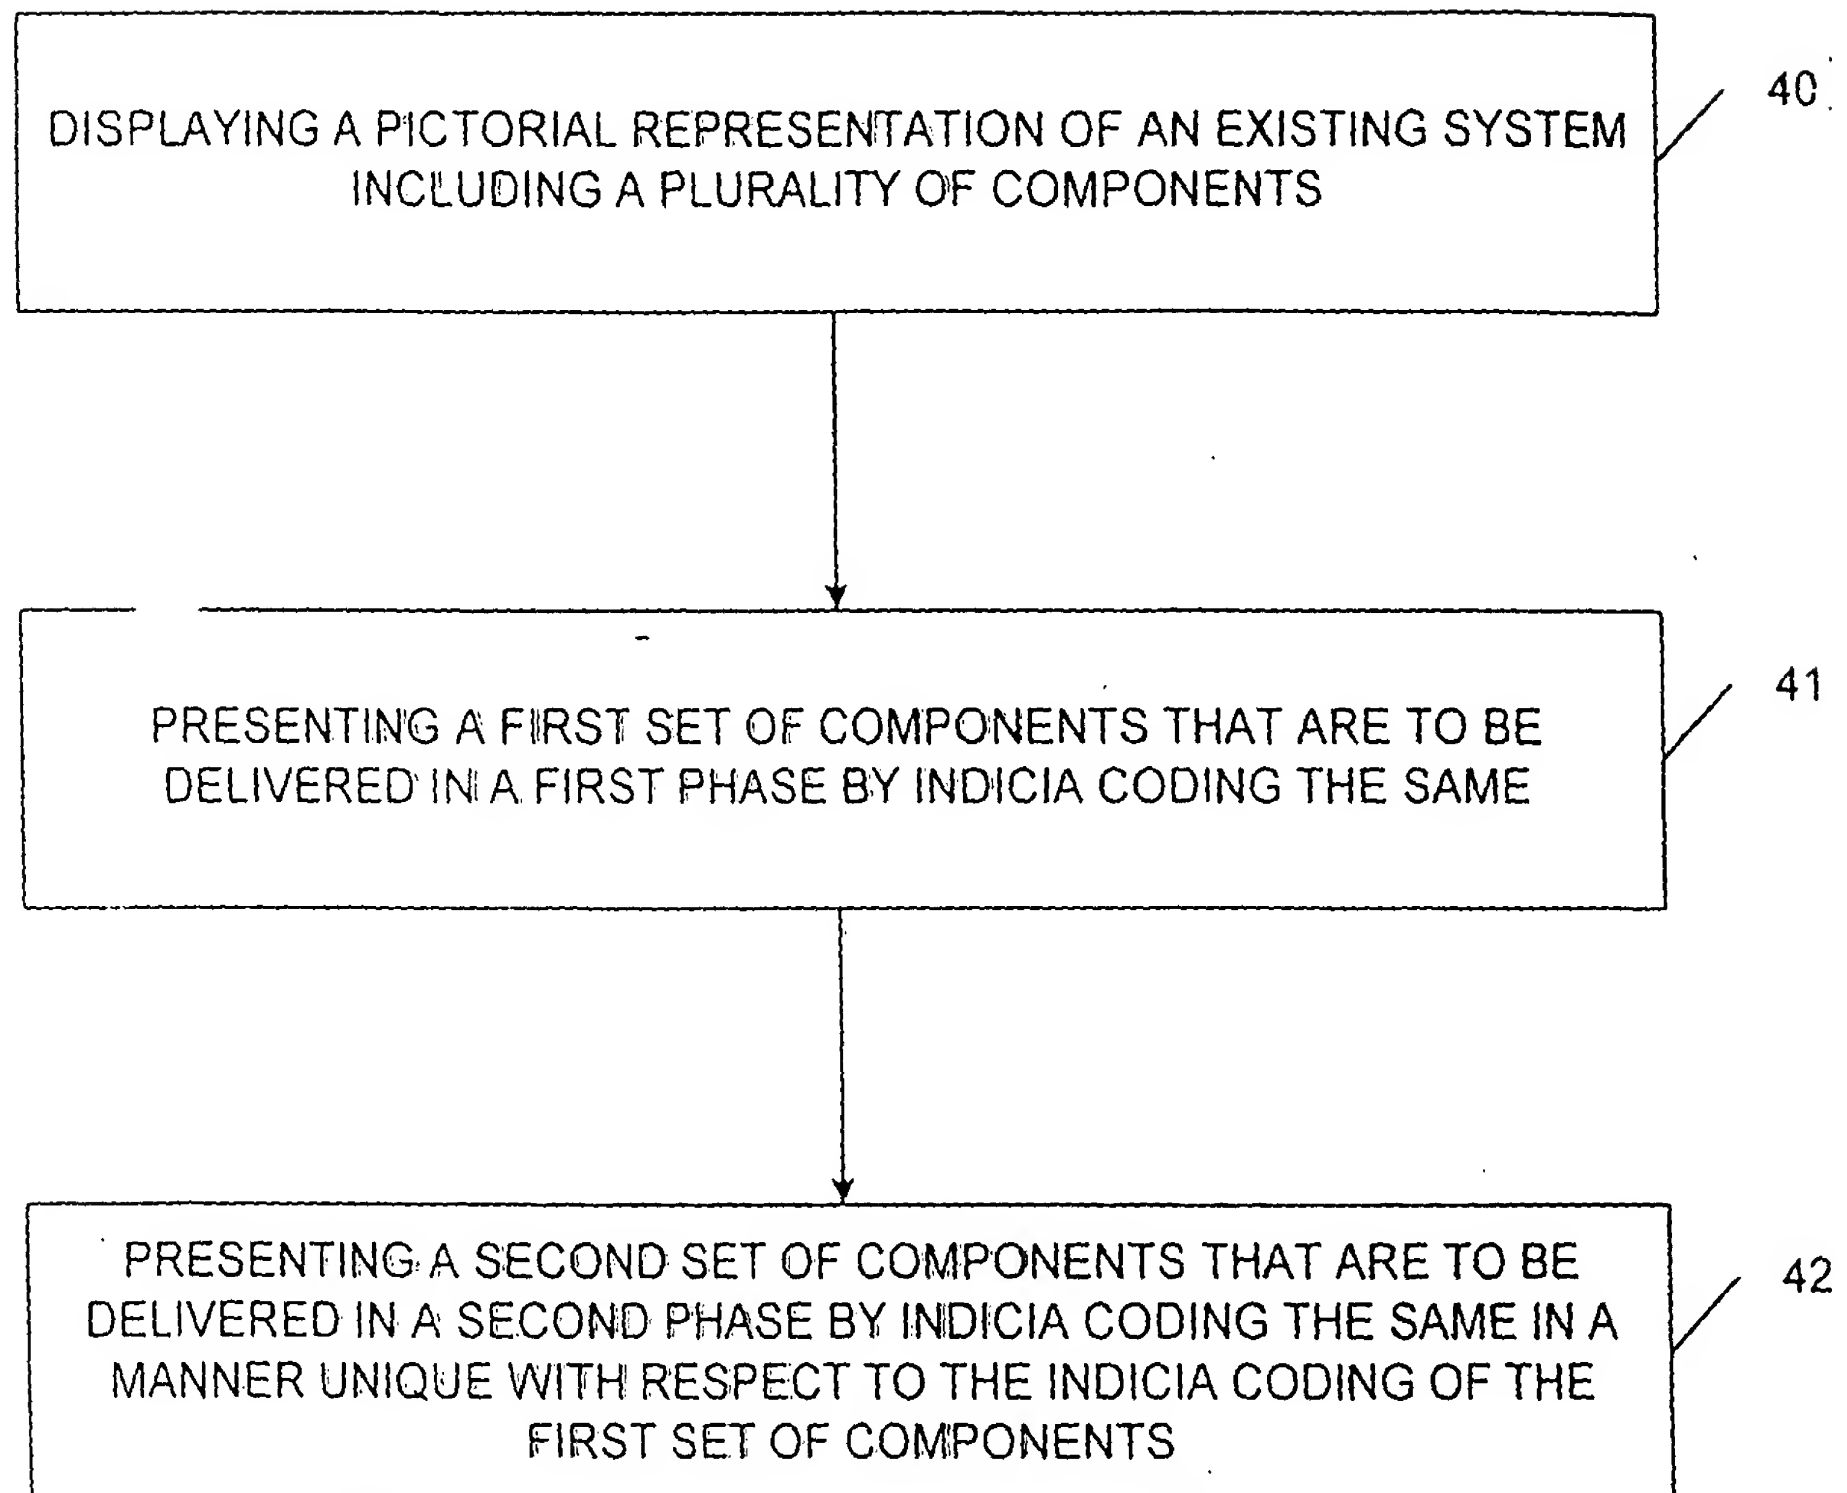 DISPLAYING A PICTORIAL REPRESENTATION OF AN EXISTING SYSTEM
INCLUDING A PLURALITY OF COMPONENTS
40
PRESENTING A FIRST SET OF COMPONENTS THAT ARE TO BE
DELIVERED IN A FIRST PHASE BY INDICIA CODING THE SAME
41
PRESENTING A SECOND SET OF COMPONENTS THAT ARE TO BE
DELIVERED IN A SECOND PHASE BY INDICIA CODING THE SAME IN A
MANNER UNIQUE WITH RESPECT TO THE INDICIA CODING OF THE
FIRST SET OF COMPONENTS
42